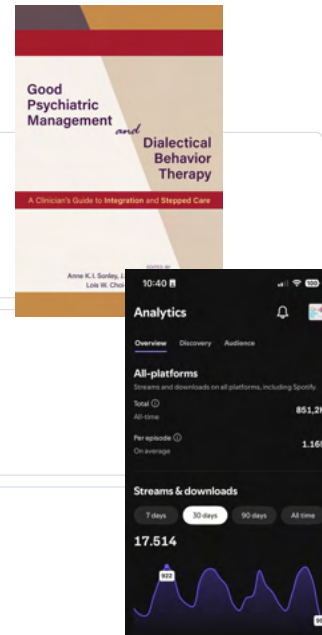 Good
Psychiatric
Management
and
Dialectical
Behavior
Therapy
A Clinician's Guide to Integration and Stepped Care
EDITED BY
Anne K.I. Sonley,
Lois W.
10:40
100
Analytics
Overview Discovery Audience
All-platforms
Streams and downloads on all platforms, including Spotify.
Total
All-time
851,2
Per episode
On average
1.16
Streams & downloads
7 days 30 days 90 days All time
17.514
922